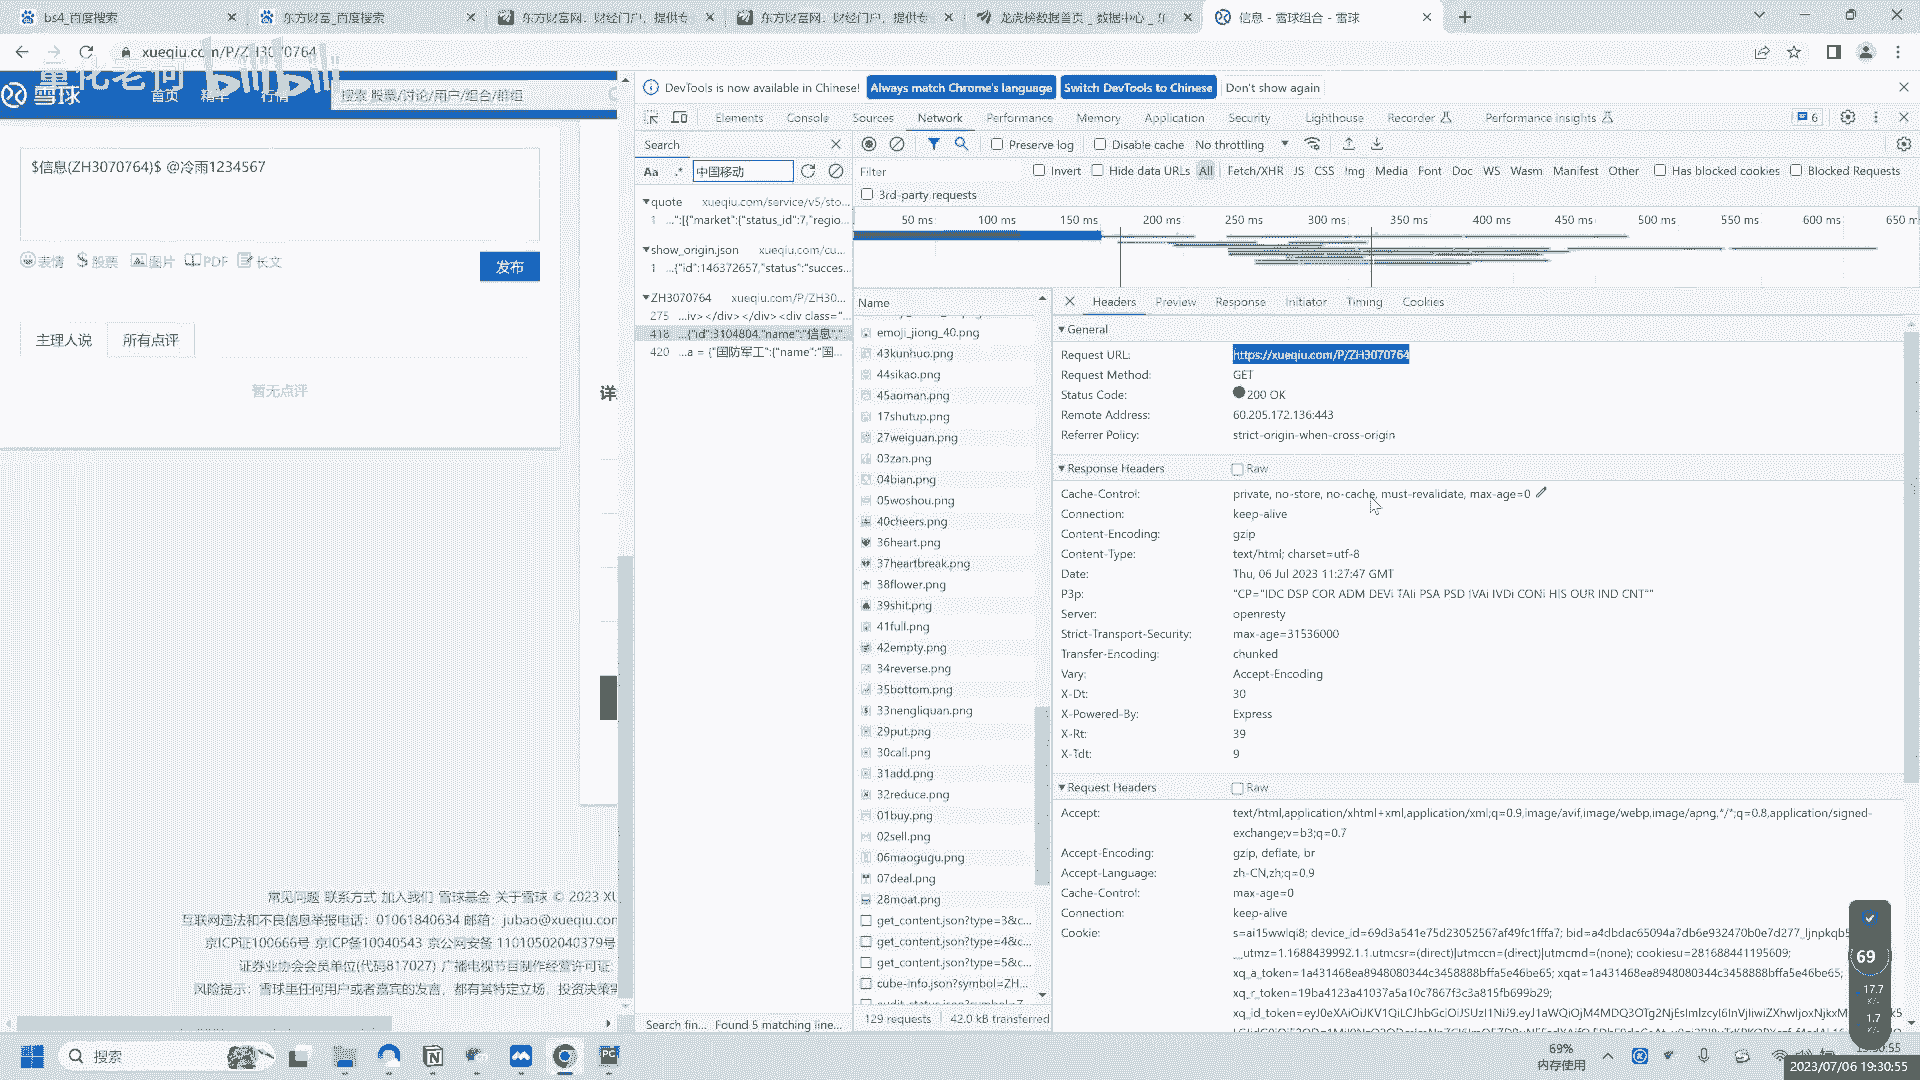 bs4_百度搜索
东方财富_百度搜索
东方财富网：财经门户，提供专
东方财富网：财经门户，提供专
龙虎榜数据首页 _ 数据中心 _ 东
信息 - 雪球组合 - 雪球
xueqiu.com/P/ZH3070764
量化老何 bilibili
雪球 首页 精华 行情 搜索 股票/讨论/用户/组合/群组
$信息(ZH3070764)$ @冷雨1234567
表情 股票 图片 PDF 长文
发布
主理人说 所有点评
暂无点评
详
常见问题 联系方式 加入我们 雪球基金 关于雪球 © 2023 XU
互联网违法和不良信息举报电话：01061840634 邮箱：jubao@xueqiu.com
京ICP证100666号 京ICP备10040543 京公网安备 11010502040379号
证券业协会会员单位(代码817027) 广播电视节目制作经营许可证：
风险提示：雪球里任何用户或者嘉宾的发言，都有其特定立场，投资决策需
DevTools is now available in Chinese! Always match Chrome's language Switch DevTools to Chinese Don't show again
Elements Console Sources Network Performance Memory Application Security Lighthouse Recorder Performance insights 6
Search
Aa .* 中国移动
quote xueqiu.com/service/v5/sto...
1 ...":[{"market":{"status_id":7,"regio...
show_origin.json xueqiu.com/cu...
1 ...{"id":146372657,"status":"succes...
ZH3070764 xueqiu.com/P/ZH30...
275 ...iv></div></div><div class="...
418 ...{"id":3104804,"name":"信息",...
420 ...a = {"国防军工":{"name":"国...
Search fin... Found 5 matching line...
Preserve log Disable cache No throttling
Filter Invert Hide data URLs All Fetch/XHR JS CSS Img Media Font Doc WS Wasm Manifest Other Has blocked cookies Blocked Requests
3rd-party requests
50 ms 100 ms 150 ms 200 ms 250 ms 300 ms 350 ms 400 ms 450 ms 500 ms 550 ms 600 ms 650 m
Name
emoji_jiong_40.png
43kunhuo.png
44sikao.png
45aoman.png
17shutup.png
27weiguan.png
03zan.png
04bian.png
05woshou.png
40cheers.png
36heart.png
37heartbreak.png
38flower.png
39shit.png
41full.png
42empty.png
34reverse.png
35bottom.png
33nengliquan.png
29put.png
30call.png
31add.png
32reduce.png
01buy.png
02sell.png
06maogugu.png
07deal.png
28moat.png
get_content.json?type=3&c...
get_content.json?type=4&c...
get_content.json?type=5&c...
cube-info.json?symbol=ZH...
audit-status.json?symbol=Z...
129 requests 42.0 kB transferred
Headers Preview Response Initiator Timing Cookies
General
Request URL: https://xueqiu.com/P/ZH3070764
Request Method: GET
Status Code: 200 OK
Remote Address: 60.205.172.136:443
Referrer Policy: strict-origin-when-cross-origin
Response Headers Raw
Cache-Control: private, no-store, no-cache, must-revalidate, max-age=0
Connection: keep-alive
Content-Encoding: gzip
Content-Type: text/html; charset=utf-8
Date: Thu, 06 Jul 2023 11:27:47 GMT
P3p: "CP="IDC DSP COR ADM DEVi TAIi PSA PSD IVAi IVDi CONi HIS OUR IND CNT""
Server: openresty
Strict-Transport-Security: max-age=31536000
Transfer-Encoding: chunked
Vary: Accept-Encoding
X-Dt: 30
X-Powered-By: Express
X-Rt: 39
X-Tdt: 9
Request Headers Raw
Accept: text/html,application/xhtml+xml,application/xml;q=0.9,image/avif,image/webp,image/apng,*/*;q=0.8,application/signed-
exchange;v=b3;q=0.7
Accept-Encoding: gzip, deflate, br
Accept-Language: zh-CN,zh;q=0.9
Cache-Control: max-age=0
Connection: keep-alive
Cookie: s=ai15wwlqi8; device_id=69d3a541e75d23052567af49fc1fffa7; bid=a4dbdac65094a7db6e932470b0e7d277_ljnpkqb5
__utmz=1.1688439992.1.1.utmcsr=(direct)|utmccn=(direct)|utmcmd=(none); cookiesu=281688441195609;
xq_a_token=1a431468ea8948080344c3458888bffa5e46be65; xqat=1a431468ea8948080344c3458888bffa5e46be65;
xq_r_token=19ba4123a41037a5a10c7867f3c3a815fb699b29;
69
17.7
1.7
搜索
69%
内存使用
2023/07/06 19:30:55